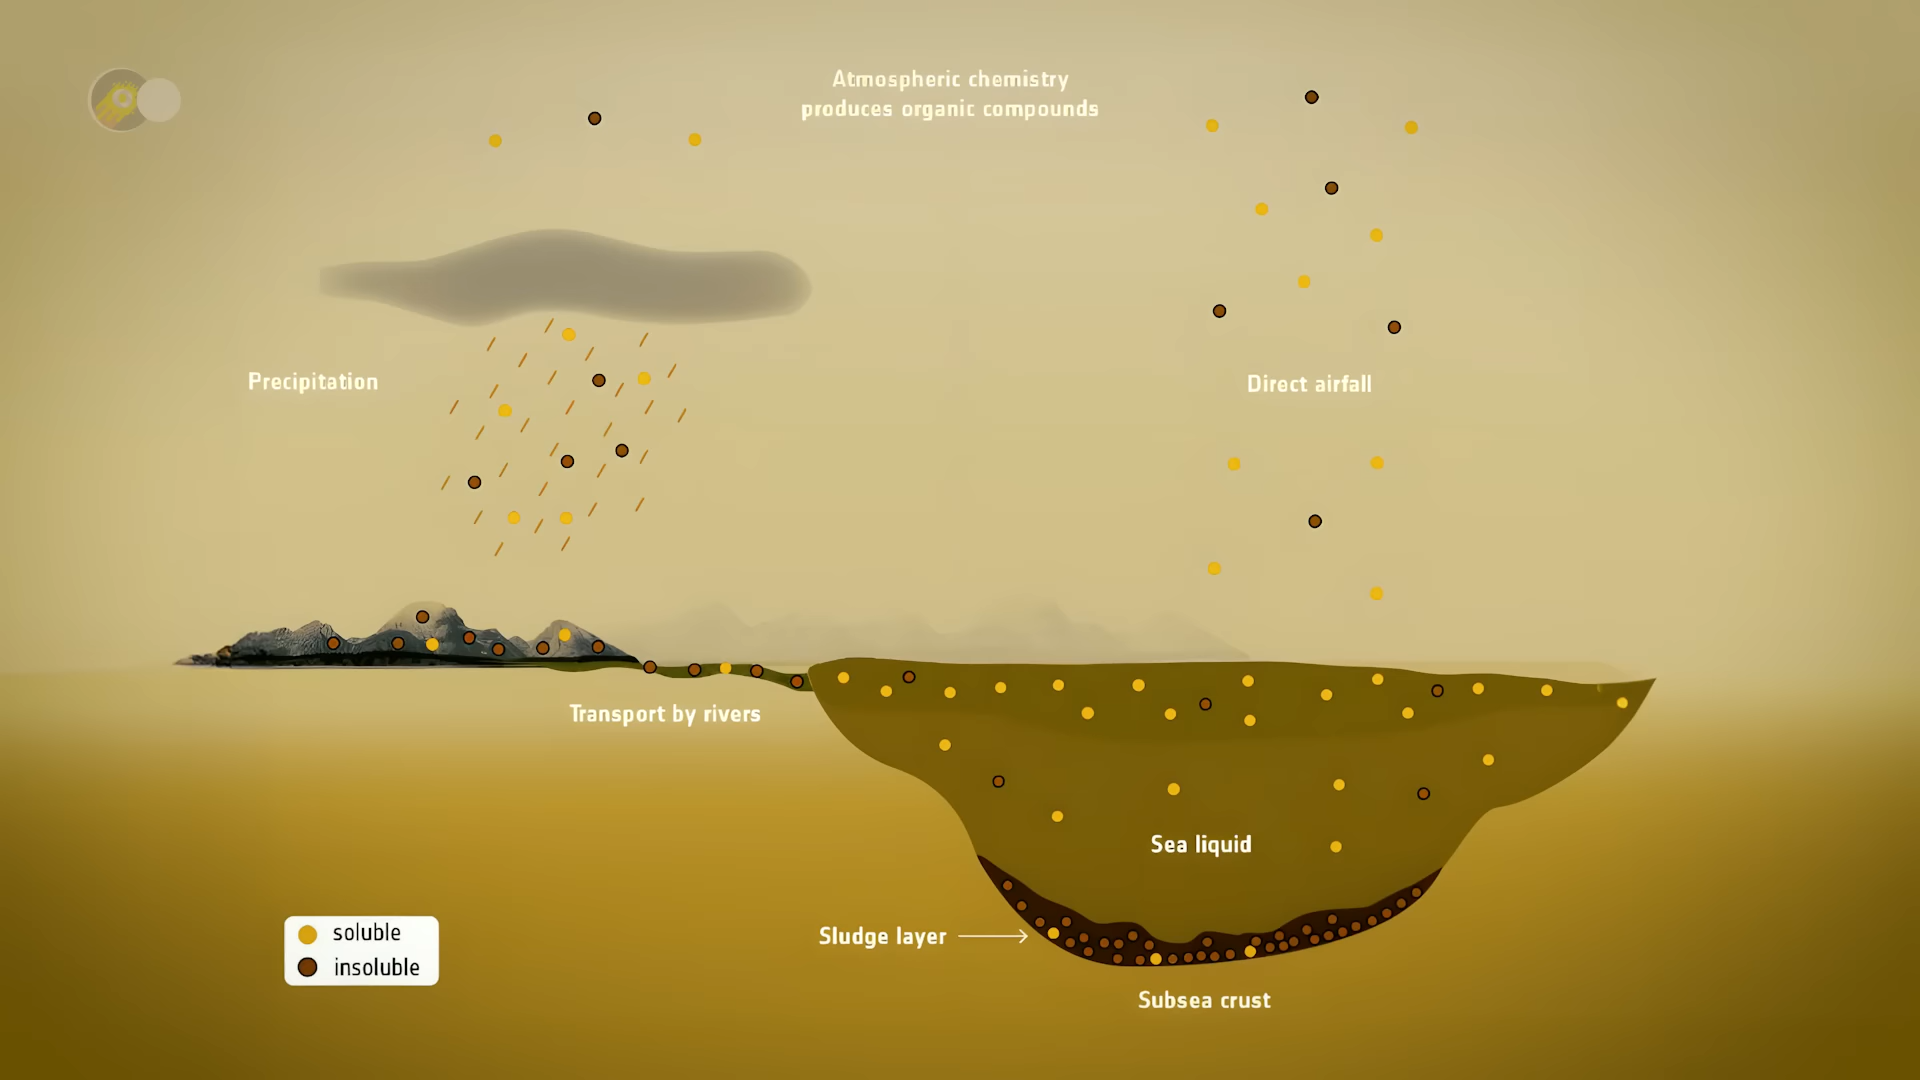 Atmospheric chemistry
produces organic compounds
Precipitation
Direct airfall
Transport by rivers
Sea liquid
Sludge layer
Subsea crust
soluble
insoluble